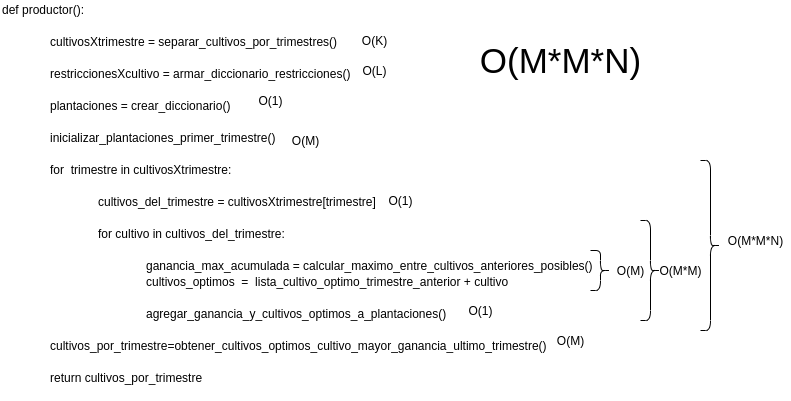 def productor():
cultivosXtrimestre = separar_cultivos_por_trimestres() O(K)
O(M*M*N)
restriccionesXcultivo = armar_diccionario_restricciones() O(L)
plantaciones = crear_diccionario() O(1)
inicializar_plantaciones_primer_trimestre() O(M)
for trimestre in cultivosXtrimestre:
cultivos_del_trimestre = cultivosXtrimestre[trimestre] O(1)
for cultivo in cultivos_del_trimestre:
O(M*M*N)
ganancia_max_acumulada = calcular_maximo_entre_cultivos_anteriores_posibles()
O(M) O(M*M)
cultivos_optimos = lista_cultivo_optimo_trimestre_anterior + cultivo
agregar_ganancia_y_cultivos_optimos_a_plantaciones() O(1)
cultivos_por_trimestre=obtener_cultivos_optimos_cultivo_mayor_ganancia_ultimo_trimestre() O(M)
return cultivos_por_trimestre